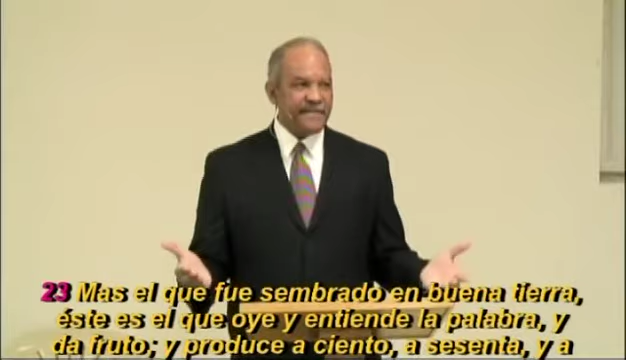 23 Mas el que fue sembrado en buena tierra,
éste es el que oye y entiende la palabra, y
da fruto; y produce a ciento, a sesenta, y a